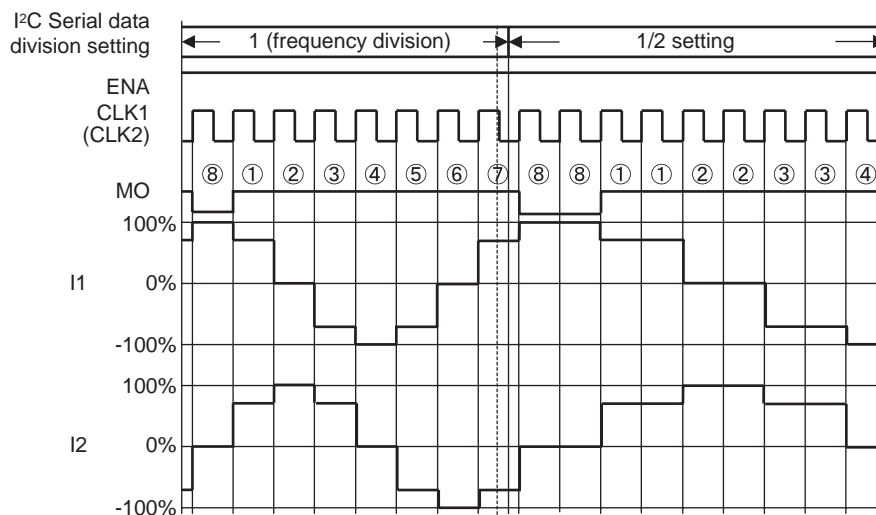 I²C Serial data
division setting
1 (frequency division)
1/2 setting
ENA
CLK1
(CLK2)
⑧ ① ② ③ ④ ⑤ ⑥ ⑦ ⑧ ⑧ ① ① ② ② ③ ③ ④
MO
100%
I1 0%
-100%
100%
I2 0%
-100%